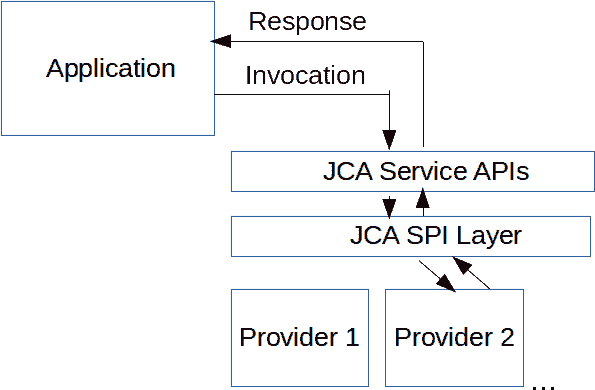 Response
Application
Invocation
JCA Service APIs
JCA SPI Layer
Provider 1
Provider 2
...